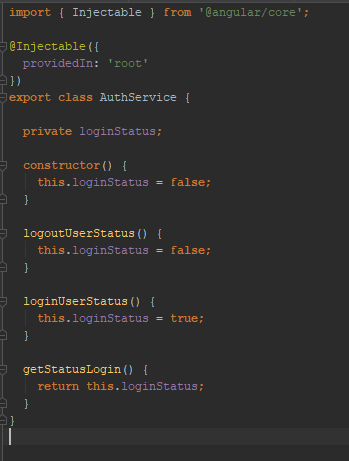 import { Injectable } from '@angular/core';
@Injectable({
providedIn: 'root'
})
export class AuthService {
private loginStatus;
constructor() {
this.loginStatus = false;
}
logoutUserStatus() {
this.loginStatus = false;
}
loginUserStatus() {
this.loginStatus = true;
}
getStatusLogin() {
return this.loginStatus;
}
}